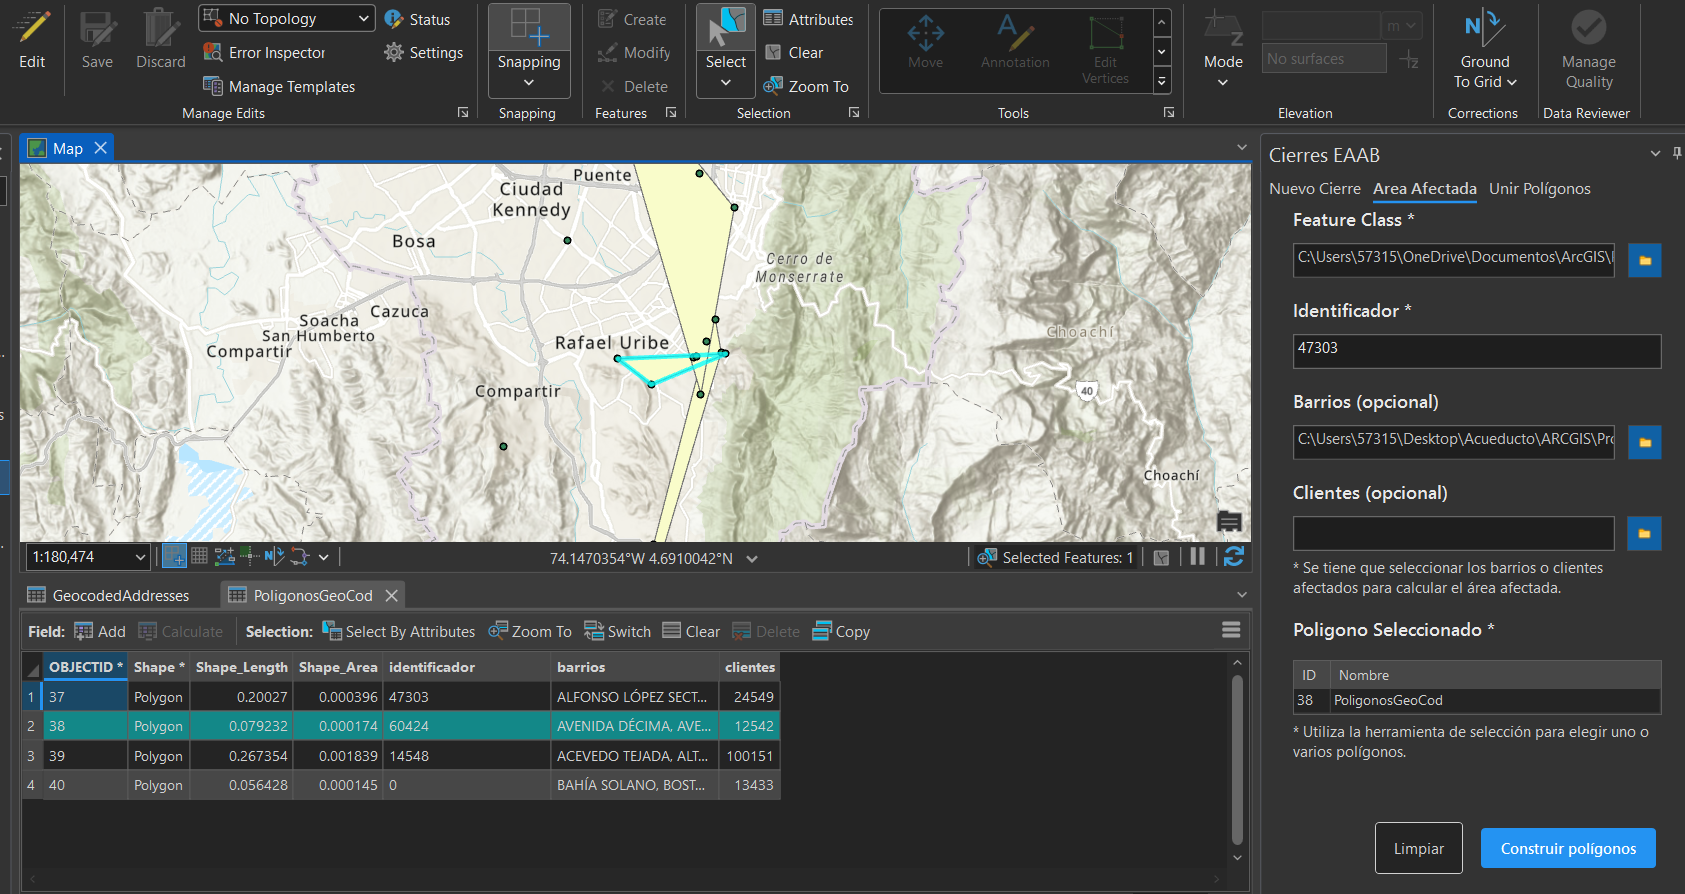 Edit
Save
Discard
No Topology
Error Inspector
Manage Templates
Status
Settings
Manage Edits
Snapping
Snapping
Create
Modify
Delete
Features
Select
Attributes
Clear
Zoom To
Selection
Move
Annotation
Edit
Vertices
Tools
Mode
m
No surfaces
Elevation
Ground
To Grid
Corrections
Manage
Quality
Data Reviewer
Map
Puente
Ciudad
Kennedy
Bosa
Cerro de
Monserrate
Soacha
Cazuca
San Humberto
Compartir
Rafael Uribe
Choachí
Compartir
40
Choachí
1:180,474
74.1470354°W 4.6910042°N
Selected Features: 1
GeocodedAddresses
PoligonosGeoCod
Field:
Add
Calculate
Selection:
Select By Attributes
Zoom To
Switch
Clear
Delete
Copy
OBJECTID * Shape * Shape_Length Shape_Area identificador barrios clientes
1 37 Polygon 0.20027 0.000396 47303 ALFONSO LÓPEZ SECT... 24549
2 38 Polygon 0.079232 0.000174 60424 AVENIDA DÉCIMA, AVE... 12542
3 39 Polygon 0.267354 0.001839 14548 ACEVEDO TEJADA, ALT... 100151
4 40 Polygon 0.056428 0.000145 0 BAHÍA SOLANO, BOST... 13433
Cierres EAAB
Nuevo Cierre Area Afectada Unir Polígonos
Feature Class *
C:\Users\57315\OneDrive\Documentos\ArcGIS\
Identificador *
47303
Barrios (opcional)
C:\Users\57315\Desktop\Acueducto\ARCGIS\Pro
Clientes (opcional)
* Se tiene que seleccionar los barrios o clientes
afectados para calcular el área afectada.
Poligono Seleccionado *
ID Nombre
38 PoligonosGeoCod
* Utiliza la herramienta de selección para elegir uno o
varios polígonos.
Limpiar
Construir polígonos